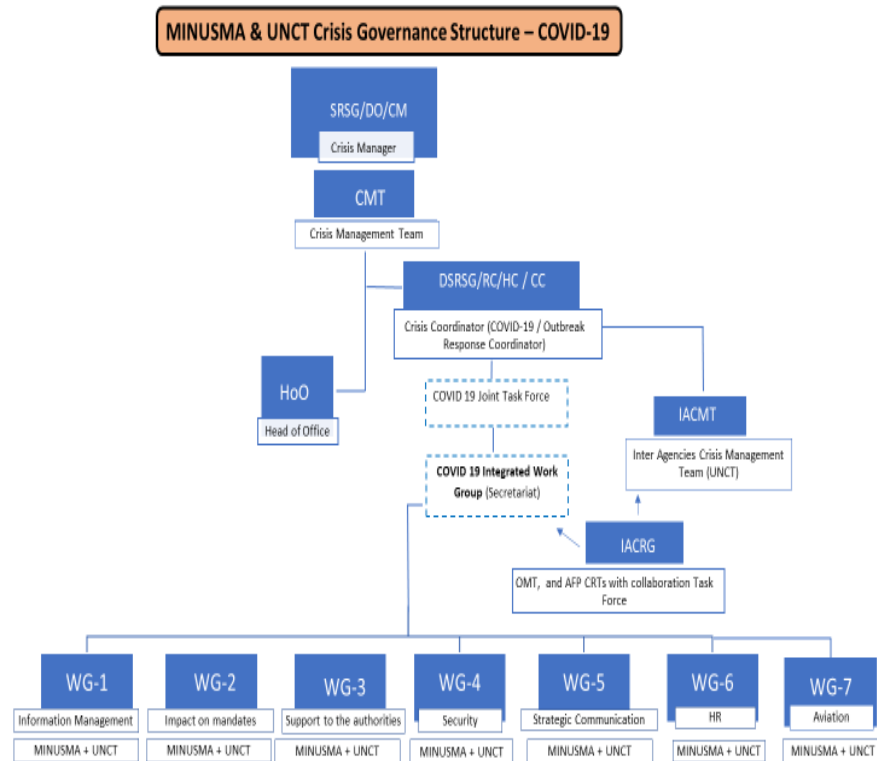 MINUSMA & UNCT Crisis Governance Structure – COVID-19
SRSG/DO/CM
Crisis Manager
CMT
Crisis Management Team
DSRSG/RC/HC / CC
Crisis Coordinator (COVID-19 / Outbreak
Response Coordinator)
HoO
Head of Office
COVID 19 Joint Task Force
IACMT
Inter Agencies Crisis Management
Team (UNCT)
COVID 19 Integrated Work
Group (Secretariat)
IACRG
OMT, and AFP CRTs with collaboration Task
Force
WG-1
Information Management
MINUSMA + UNCT
WG-2
Impact on mandates
MINUSMA + UNCT
WG-3
Support to the authorities
MINUSMA + UNCT
WG-4
Security
MINUSMA + UNCT
WG-5
Strategic Communication
MINUSMA + UNCT
WG-6
HR
MINUSMA + UNCT
WG-7
Aviation
MINUSMA + UNCT